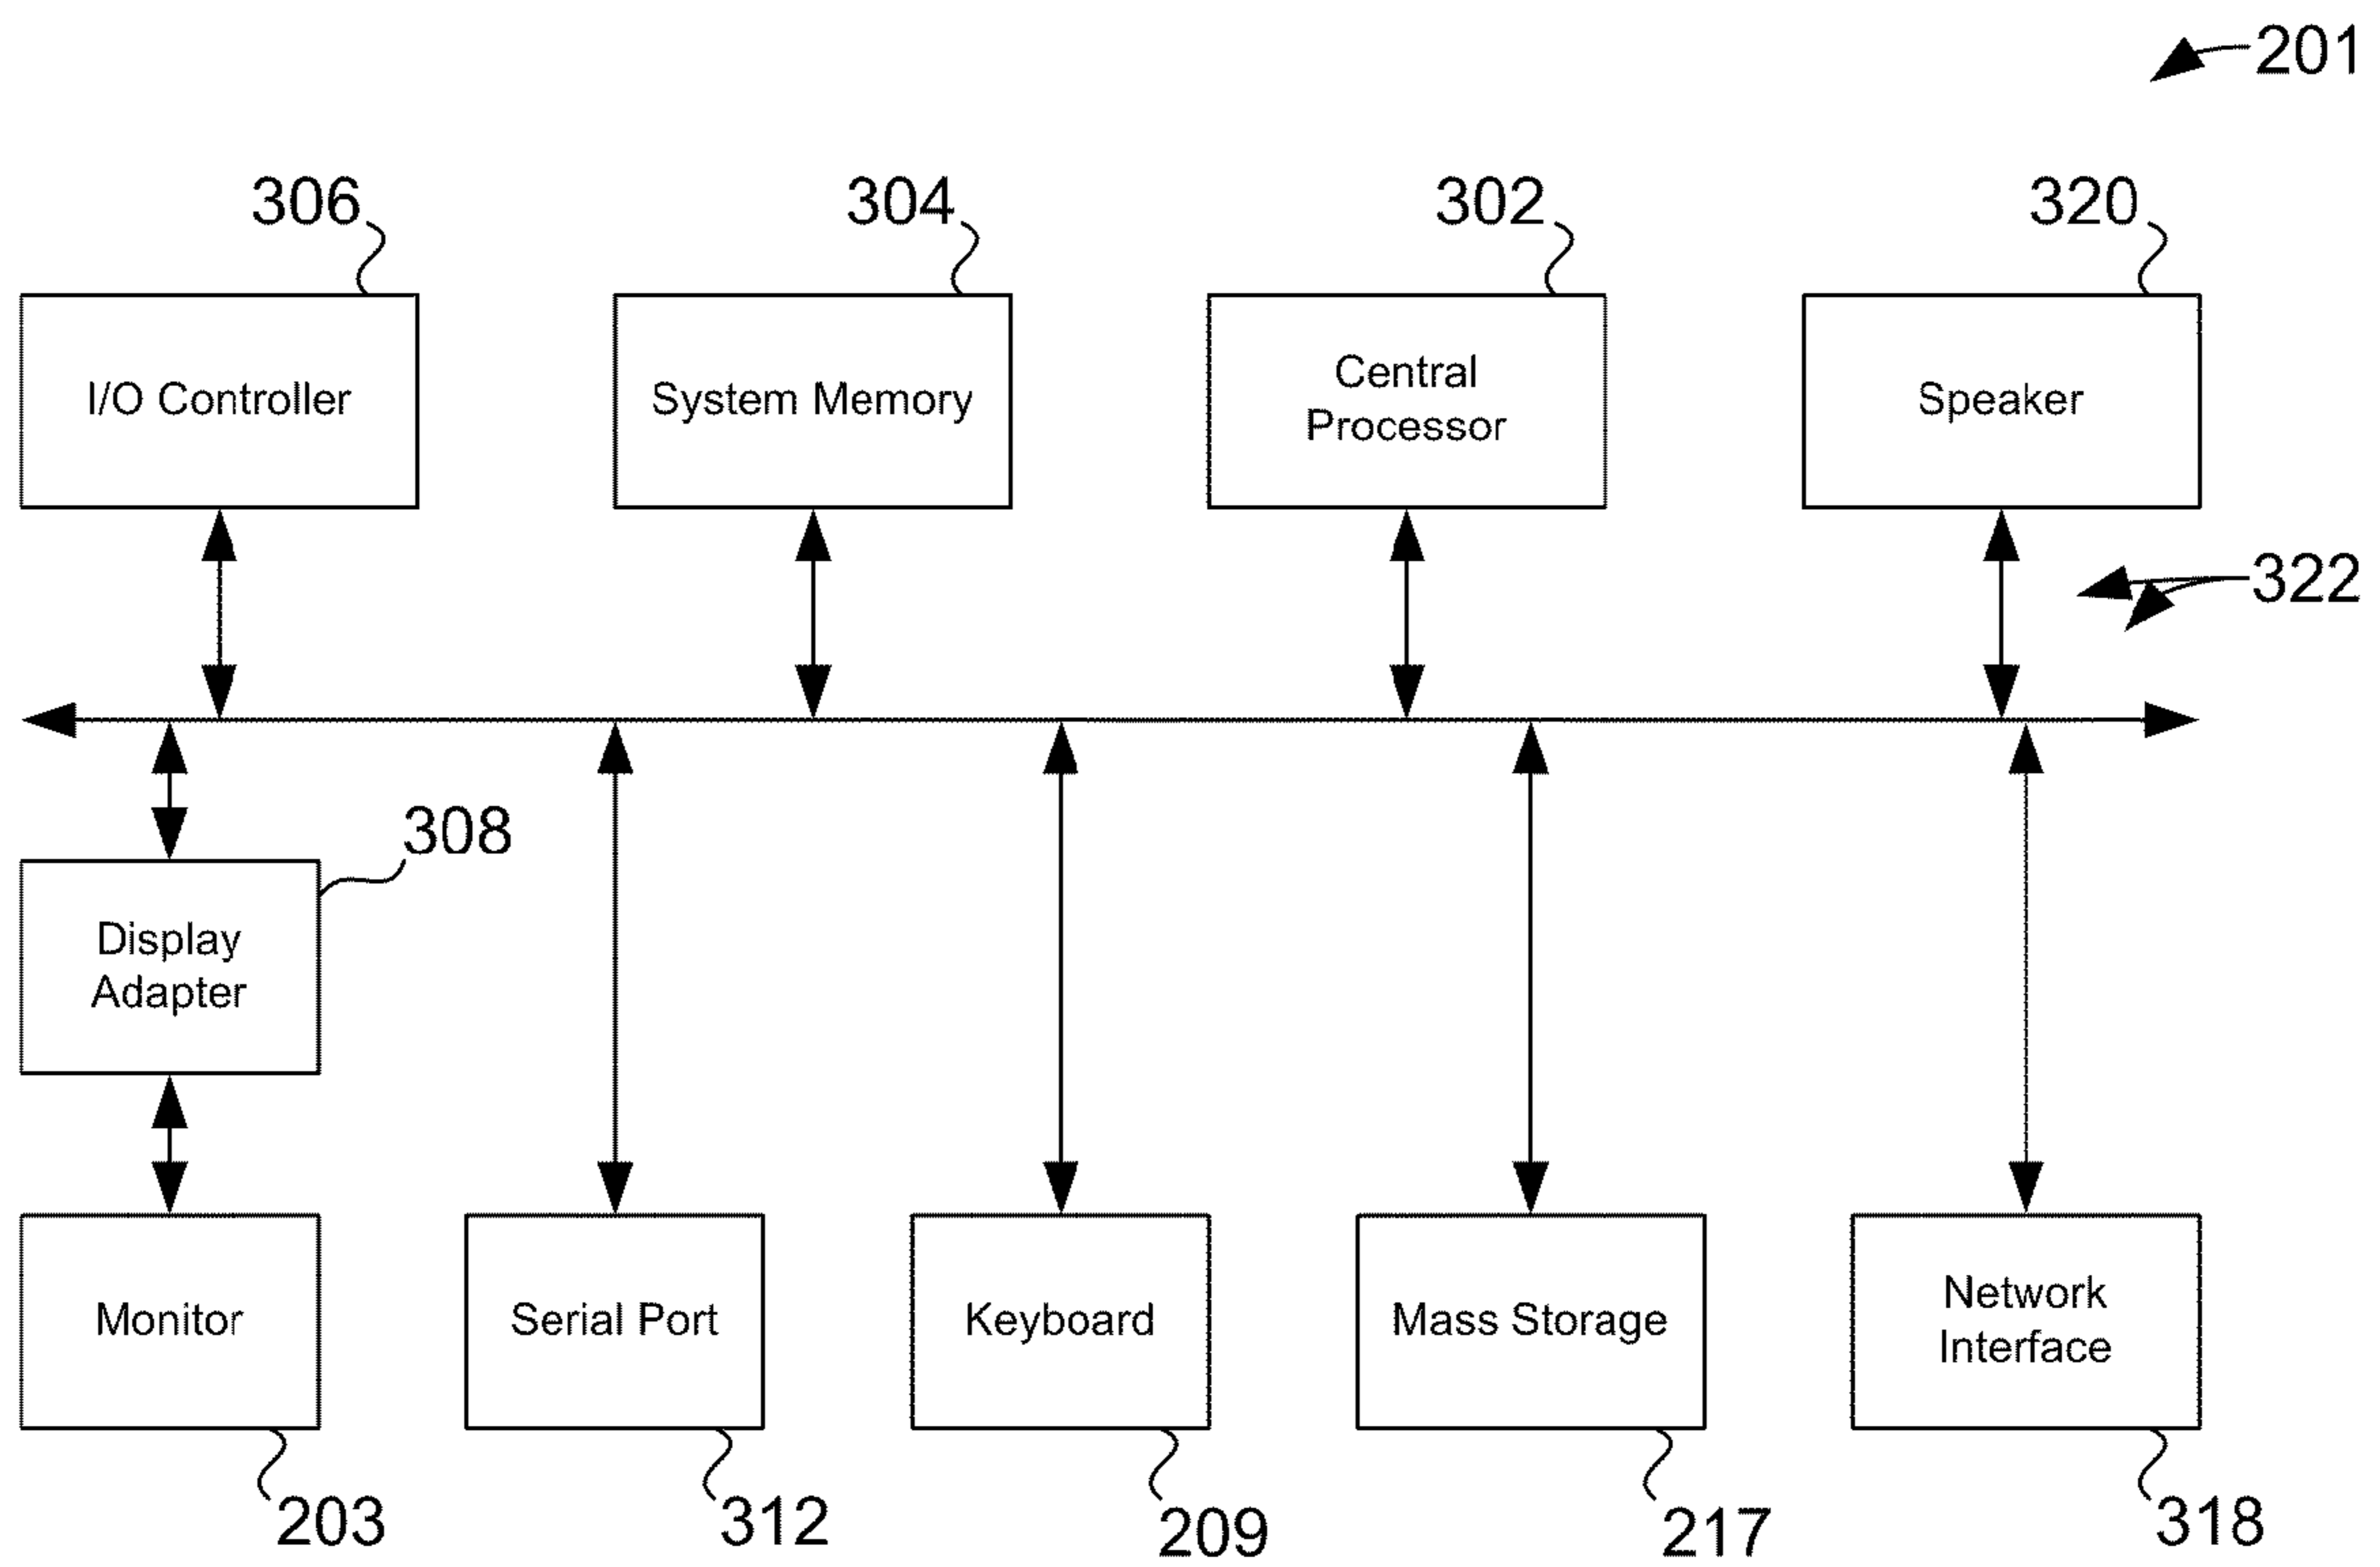 201
306
304
302
320
I/O Controller
System Memory
Central
Processor
Speaker
322
308
Display
Adapter
Monitor
Serial Port
Keyboard
Mass Storage
Network
Interface
203
312
209
217
318